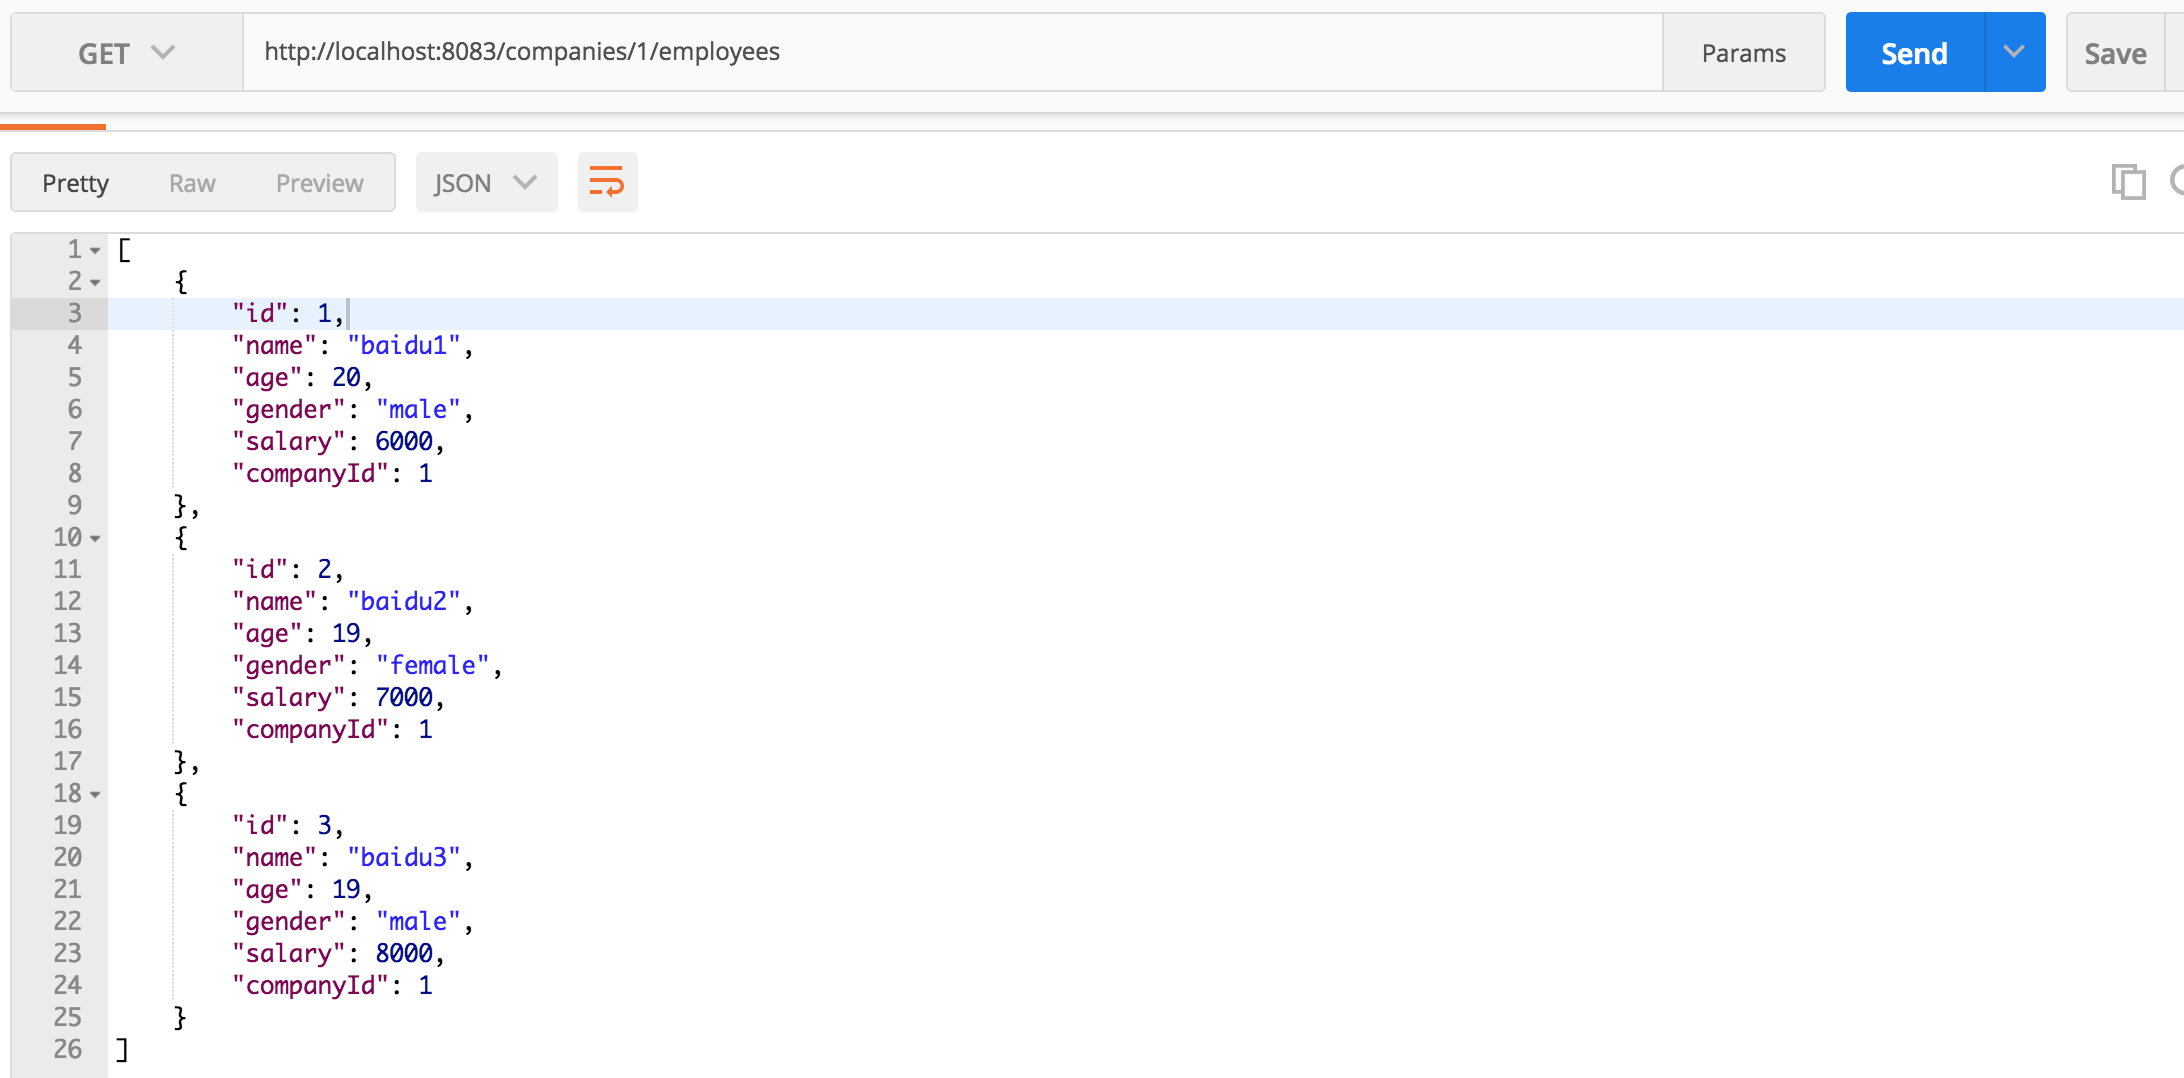 GET http://localhost:8083/companies/1/employees Params Send Save
Pretty Raw Preview JSON
1 [
2 {
3 "id": 1,
4 "name": "baidu1",
5 "age": 20,
6 "gender": "male",
7 "salary": 6000,
8 "companyId": 1
9 },
10 {
11 "id": 2,
12 "name": "baidu2",
13 "age": 19,
14 "gender": "female",
15 "salary": 7000,
16 "companyId": 1
17 },
18 {
19 "id": 3,
20 "name": "baidu3",
21 "age": 19,
22 "gender": "male",
23 "salary": 8000,
24 "companyId": 1
25 }
26 ]